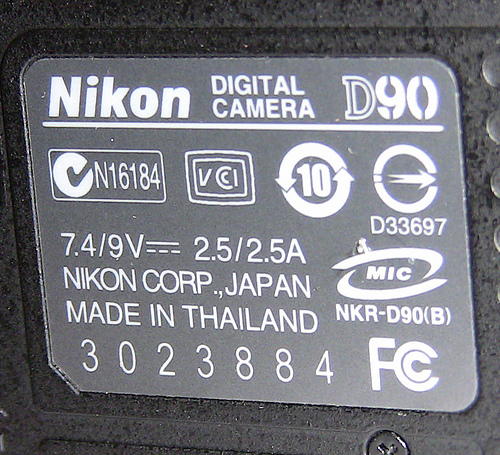 Nikon DIGITAL CAMERA D90
N16184 VCI 10
D33697
7.4/9V⎓ 2.5/2.5A
MIC
NIKON CORP.,JAPAN
NKR-D90(B)
MADE IN THAILAND
3023884
FC